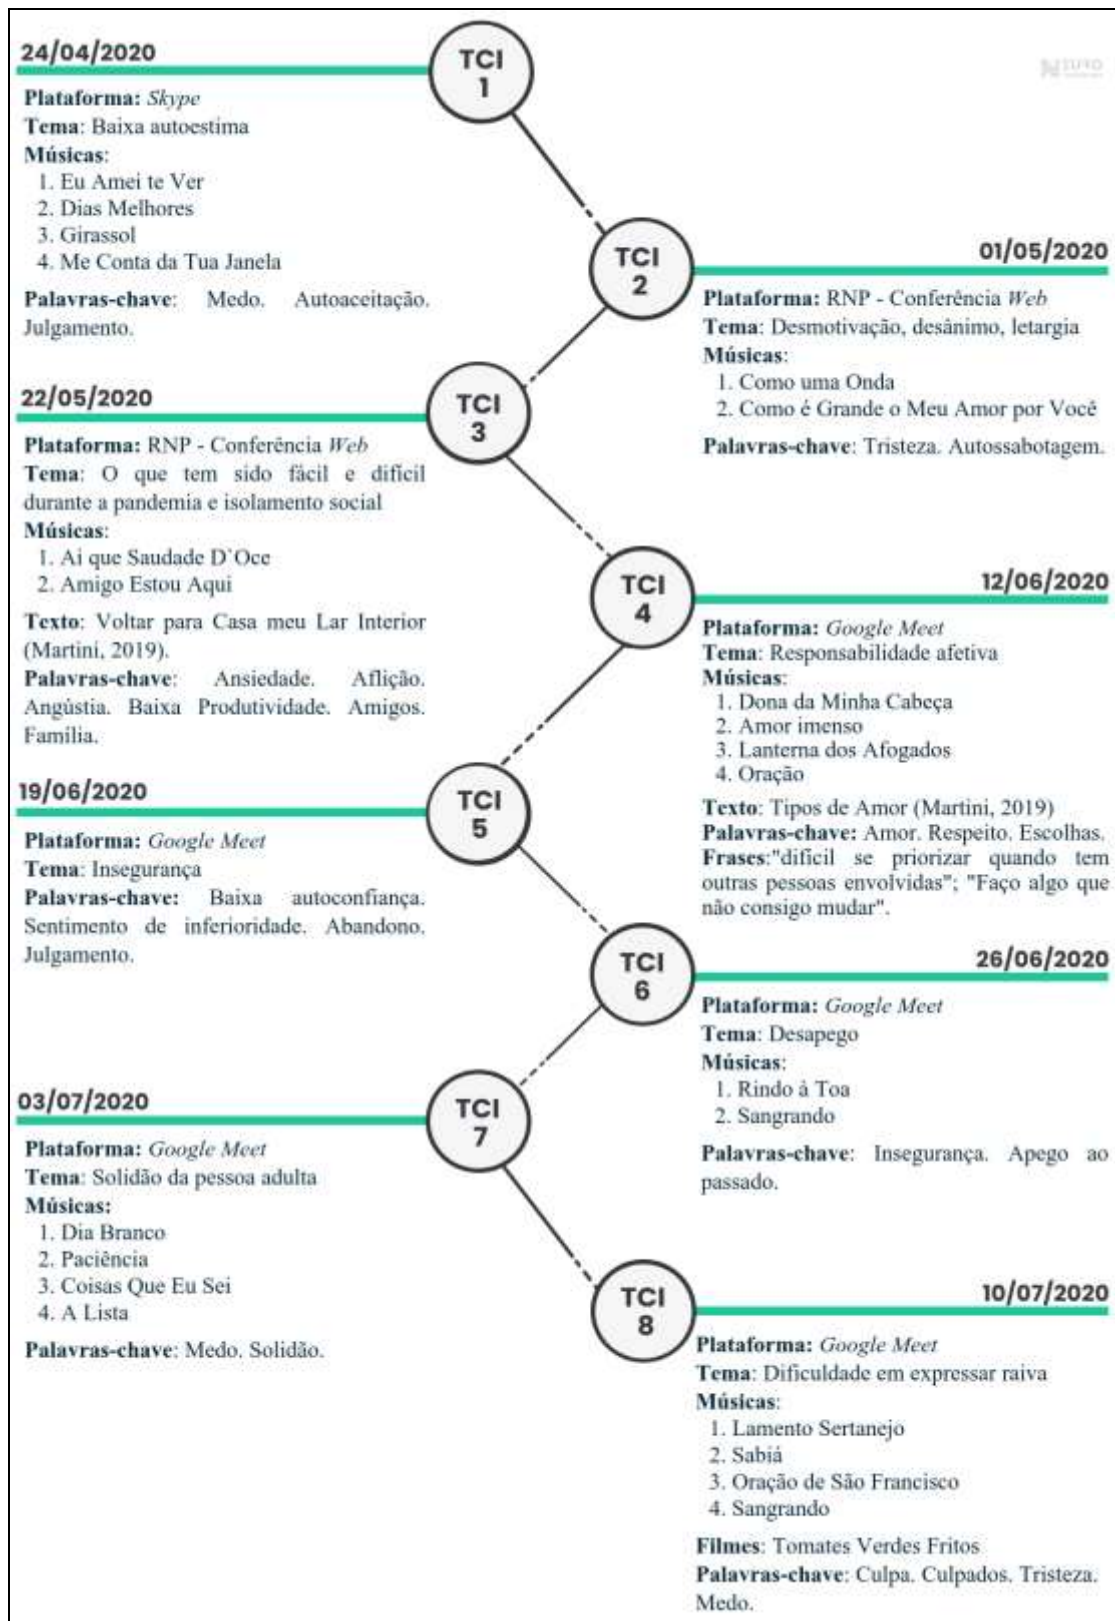 24/04/2020
TCI
1
Plataforma: Skype
Tema: Baixa autoestima
Músicas:
1. Eu Amei te Ver
2. Dias Melhores
3. Girassol
4. Me Conta da Tua Janela
Palavras-chave: Medo. Autoaceitação.
Julgamento.
TCI
2
01/05/2020
Plataforma: RNP - Conferência Web
Tema: Desmotivação, desânimo, letargia
Músicas:
1. Como uma Onda
2. Como é Grande o Meu Amor por Você
Palavras-chave: Tristeza. Autossabotagem.
22/05/2020
TCI
3
Plataforma: RNP - Conferência Web
Tema: O que tem sido fácil e difícil
durante a pandemia e isolamento social
Músicas:
1. Ai que Saudade D`Oce
2. Amigo Estou Aqui
Texto: Voltar para Casa meu Lar Interior
(Martini, 2019).
Palavras-chave: Ansiedade. Aflição.
Angústia. Baixa Produtividade. Amigos.
Família.
TCI
4
12/06/2020
Plataforma: Google Meet
Tema: Responsabilidade afetiva
Músicas:
1. Dona da Minha Cabeça
2. Amor imenso
3. Lanterna dos Afogados
4. Oração
Texto: Tipos de Amor (Martini, 2019)
Palavras-chave: Amor. Respeito. Escolhas.
Frases:"difícil se priorizar quando tem
outras pessoas envolvidas"; "Faço algo que
não consigo mudar".
19/06/2020
TCI
5
Plataforma: Google Meet
Tema: Insegurança
Palavras-chave: Baixa autoconfiança.
Sentimento de inferioridade. Abandono.
Julgamento.
TCI
6
26/06/2020
Plataforma: Google Meet
Tema: Desapego
Músicas:
1. Rindo à Toa
2. Sangrando
Palavras-chave: Insegurança. Apego ao
passado.
03/07/2020
TCI
7
Plataforma: Google Meet
Tema: Solidão da pessoa adulta
Músicas:
1. Dia Branco
2. Paciência
3. Coisas Que Eu Sei
4. A Lista
Palavras-chave: Medo. Solidão.
TCI
8
10/07/2020
Plataforma: Google Meet
Tema: Dificuldade em expressar raiva
Músicas:
1. Lamento Sertanejo
2. Sabiá
3. Oração de São Francisco
4. Sangrando
Filmes: Tomates Verdes Fritos
Palavras-chave: Culpa. Culpados. Tristeza.
Medo.